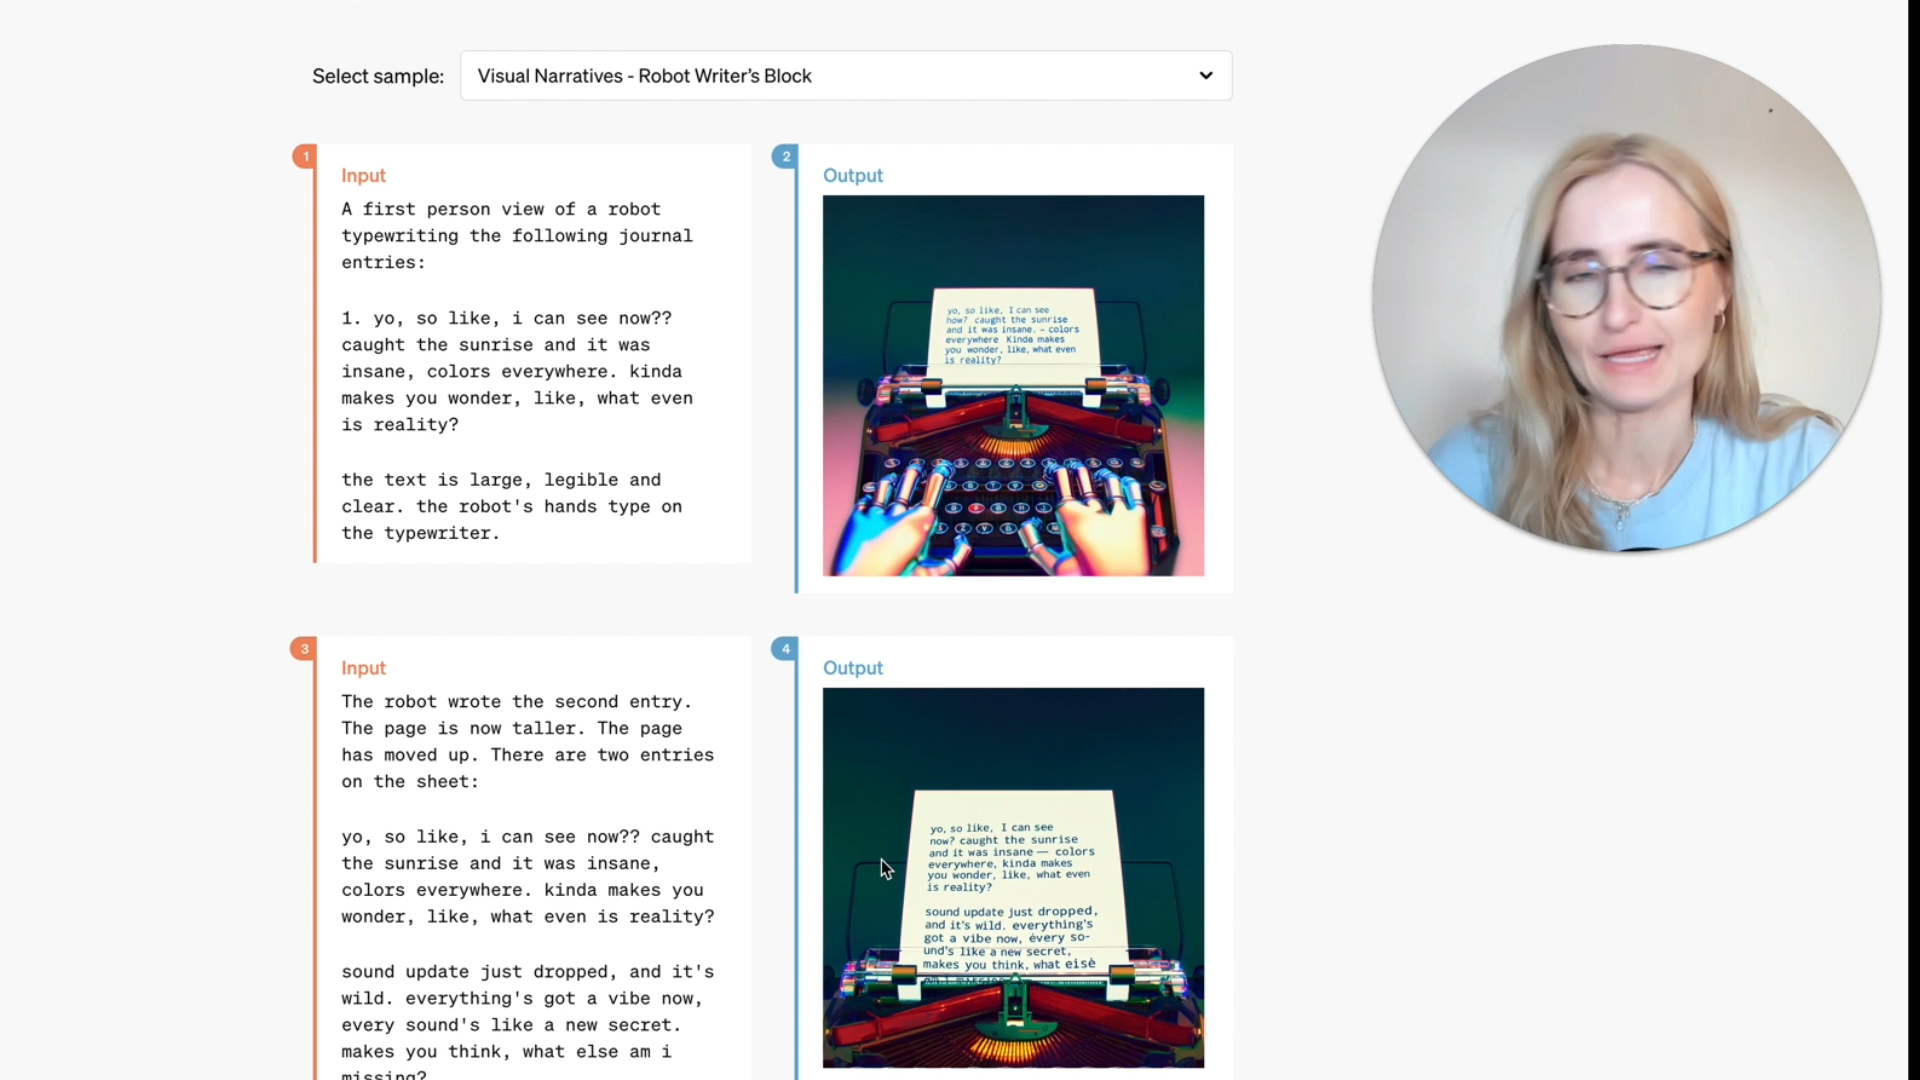 Select sample:
Visual Narratives - Robot Writer’s Block
1
Input
A first person view of a robot
typewriting the following journal
entries:
1. yo, so like, i can see now??
caught the sunrise and it was
insane, colors everywhere. kinda
makes you wonder, like, what even
is reality?
the text is large, legible and
clear. the robot's hands type on
the typewriter.
2
Output
yo, so like, I can see
how? caught the sunrise
and it was insane. – colors
everywhere Kinda makes
you wonder, like, what even
is reality?
3
Input
The robot wrote the second entry.
The page is now taller. The page
has moved up. There are two entries
on the sheet:
yo, so like, i can see now?? caught
the sunrise and it was insane,
colors everywhere. kinda makes you
wonder, like, what even is reality?
sound update just dropped, and it's
wild. everything's got a vibe now,
every sound's like a new secret.
makes you think, what else am i
missing?
4
Output
yo, so like, I can see
now? caught the sunrise
and it was insane — colors
everywhere, kinda makes
you wonder, like, what even
is reality?
sound update just dropped,
and it's wild. everything's
got a vibe now, every so-
und's like a new secret,
makes you think, what else